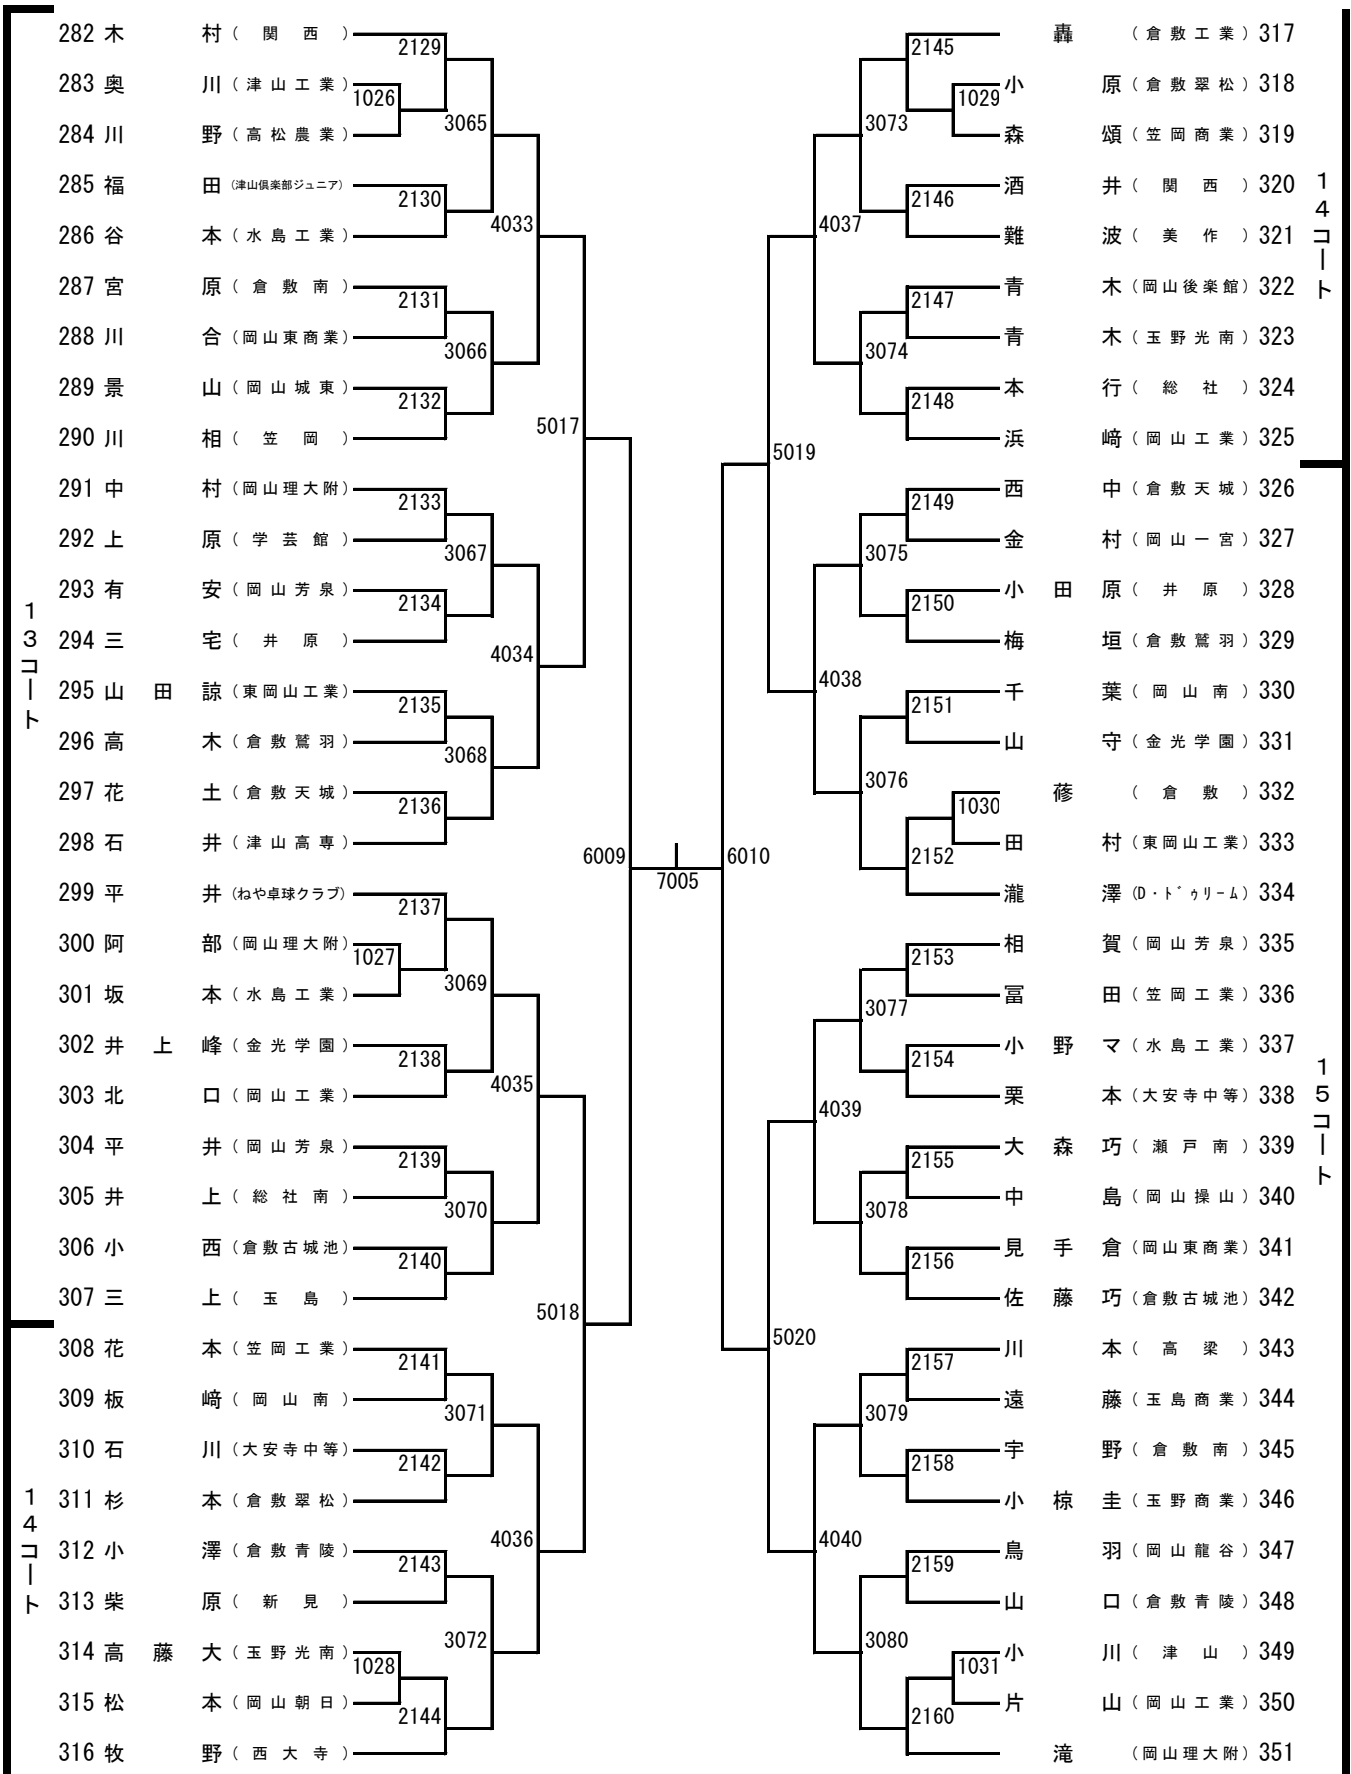 282 木村 (関西)
2129
283 奥川 (津山工業)
1026
3065
284 川野 (高松農業)
285 福田 (津山倶楽部ジュニア)
2130
4033
286 谷本 (水島工業)
287 宮原 (倉敷南)
2131
288 川合 (岡山東商業)
3066
289 景山 (岡山城東)
2132
5017
290 川相 (笠岡)
291 中村 (岡山理大附)
2133
292 上原 (学芸館)
3067
293 有安 (岡山芳泉)
2134
294 三宅 (井原)
4034
295 山田諒 (東岡山工業)
2135
296 高木 (倉敷鷲羽)
3068
297 花土 (倉敷天城)
2136
298 石井 (津山高専)
6009
299 平井 (ねや卓球クラブ)
2137
300 阿部 (岡山理大附)
1027
3069
301 坂本 (水島工業)
302 井上峰 (金光学園)
2138
4035
303 北口 (岡山工業)
304 平井 (岡山芳泉)
2139
305 井上 (総社南)
3070
306 小西 (倉敷古城池)
2140
307 三上 (玉島)
5018
308 花本 (笠岡工業)
2141
309 板﨑 (岡山南)
3071
310 石川 (大安寺中等)
2142
311 杉本 (倉敷翠松)
4036
312 小澤 (倉敷青陵)
2143
313 柴原 (新見)
3072
314 高藤大 (玉野光南)
1028
315 松本 (岡山朝日)
2144
316 牧野 (西大寺)
13コート
14コート
7005
轟 (倉敷工業) 317
2145
小原 (倉敷翠松) 318
1029
3073
森頌 (笠岡商業) 319
酒井 (関西) 320
2146
4037
難波 (美作) 321
青木 (岡山後楽館) 322
2147
青木 (玉野光南) 323
3074
本行 (総社) 324
2148
浜﨑 (岡山工業) 325
5019
西中 (倉敷天城) 326
2149
金村 (岡山一宮) 327
3075
小田原 (井原) 328
2150
梅垣 (倉敷鷲羽) 329
4038
千葉 (岡山南) 330
2151
山守 (金光学園) 331
3076
蓚 (倉敷) 332
1030
田村 (東岡山工業) 333
2152
6010
瀧澤 (D・ドゥリーム) 334
相賀 (岡山芳泉) 335
2153
冨田 (笠岡工業) 336
3077
小野マ (水島工業) 337
2154
栗本 (大安寺中等) 338
4039
大森巧 (瀬戸南) 339
2155
中島 (岡山操山) 340
3078
見手倉 (岡山東商業) 341
2156
佐藤巧 (倉敷古城池) 342
5020
川本 (高梁) 343
2157
遠藤 (玉島商業) 344
3079
宇野 (倉敷南) 345
2158
小椋圭 (玉野商業) 346
4040
鳥羽 (岡山龍谷) 347
2159
山口 (倉敷青陵) 348
3080
小川 (津山) 349
1031
片山 (岡山工業) 350
2160
滝 (岡山理大附) 351
14コート
15コート